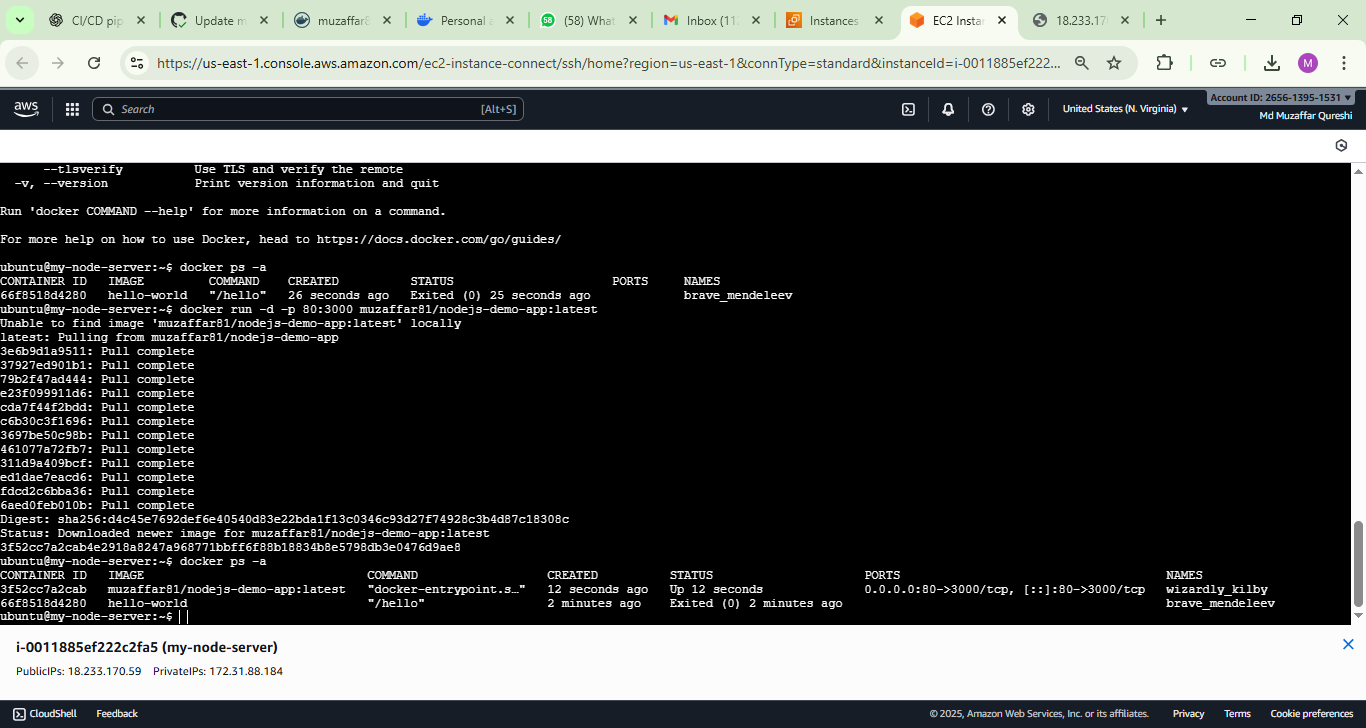 CI/CD pip
Update m
muzaffar8
Personal a
(58) What
Inbox (11
Instances
EC2 Insta
18.233.17
https://us-east-1.console.aws.amazon.com/ec2-instance-connect/ssh/home?region=us-east-1&connType=standard&instanceId=i-0011885ef222c...
M
aws
Search
[Alt+S]
United States (N. Virginia)
Account ID: 2656-1395-1531
Md Muzaffar Qureshi
--tlsverify Use TLS and verify the remote
-v, --version Print version information and quit
Run 'docker COMMAND --help' for more information on a command.
For more help on how to use Docker, head to https://docs.docker.com/go/guides/
ubuntu@my-node-server:~$ docker ps -a
CONTAINER ID IMAGE COMMAND CREATED STATUS PORTS NAMES
66f8518d4280 hello-world "/hello" 26 seconds ago Exited (0) 25 seconds ago brave_mendeleev
ubuntu@my-node-server:~$ docker run -d -p 80:3000 muzaffar81/nodejs-demo-app:latest
Unable to find image 'muzaffar81/nodejs-demo-app:latest' locally
latest: Pulling from muzaffar81/nodejs-demo-app
3e6b9d1a9511: Pull complete
37927ed901b1: Pull complete
79b2f47ad444: Pull complete
e23f099911d6: Pull complete
cda7f44f2bdd: Pull complete
c6b30c3f1696: Pull complete
3697be50c98b: Pull complete
461077a72fb7: Pull complete
311d9a409bcf: Pull complete
ed1dae7eacd6: Pull complete
fdcd2c6bba36: Pull complete
6aed0feb010b: Pull complete
Digest: sha256:d4c45e7692def6e40540d83e22bda1f13c0346c93d27f74928c3b4d87c18308c
Status: Downloaded newer image for muzaffar81/nodejs-demo-app:latest
3f52cc7a2cab4e2918a8247a968771bbff6f88b18834b8e5798db3e0476d9ae8
ubuntu@my-node-server:~$ docker ps -a
CONTAINER ID IMAGE COMMAND CREATED STATUS PORTS NAMES
3f52cc7a2cab muzaffar81/nodejs-demo-app:latest "docker-entrypoint.s…" 12 seconds ago Up 12 seconds 0.0.0.0:80->3000/tcp, [::]:80->3000/tcp wizardly_kilby
66f8518d4280 hello-world "/hello" 2 minutes ago Exited (0) 2 minutes ago brave_mendeleev
ubuntu@my-node-server:~$
i-0011885ef222c2fa5 (my-node-server)
PublicIPs: 18.233.170.59 PrivateIPs: 172.31.88.184
CloudShell
Feedback
© 2025, Amazon Web Services, Inc. or its affiliates.
Privacy
Terms
Cookie preferences